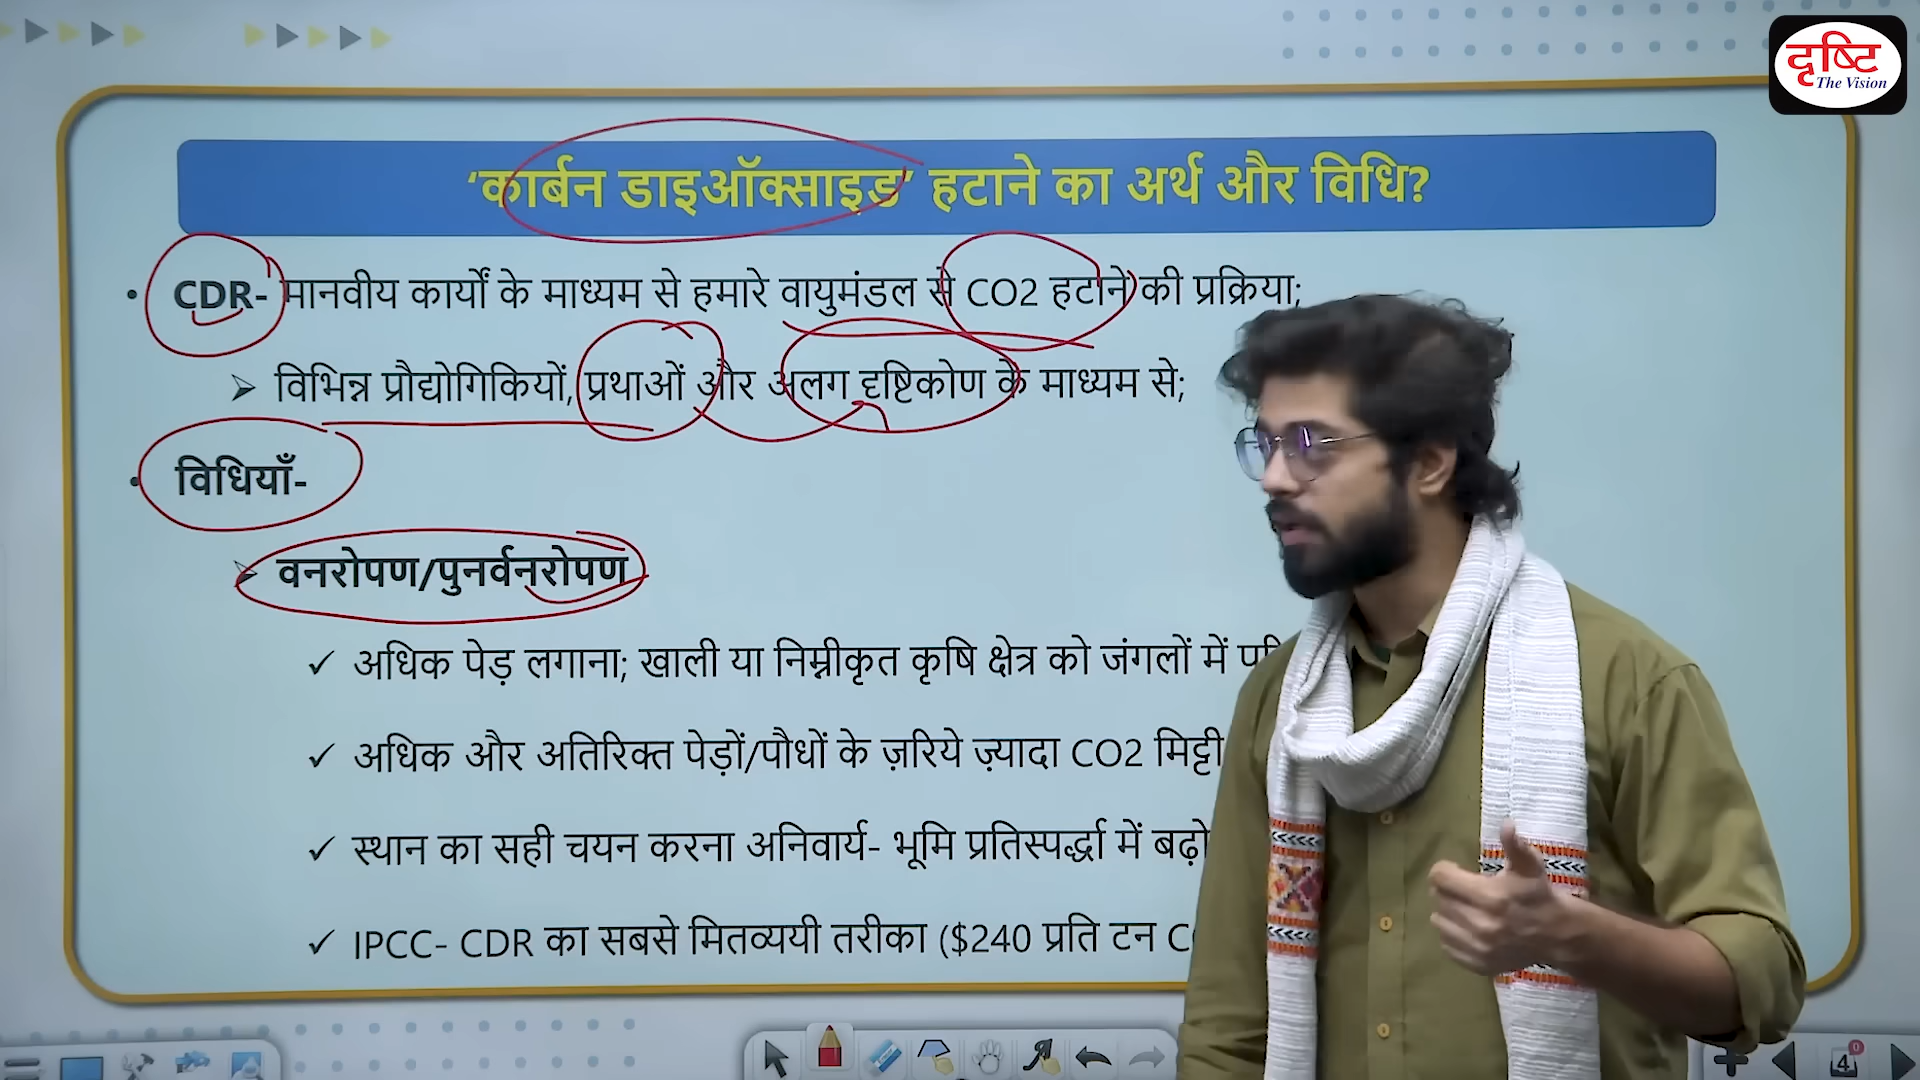 दृष्टि
The Vision
‘कार्बन डाइऑक्साइड’ हटाने का अर्थ और विधि?
• CDR- मानवीय कार्यों के माध्यम से हमारे वायुमंडल से CO2 हटाने की प्रक्रिया;
➢ विभिन्न प्रौद्योगिकियों, प्रथाओं और अलग दृष्टिकोण के माध्यम से;
• विधियाँ-
➢ वनरोपण/पुनर्वनरोपण
✓ अधिक पेड़ लगाना; खाली या निम्नीकृत कृषि क्षेत्र को जंगलों में
✓ अधिक और अतिरिक्त पेड़ों/पौधों के ज़रिये ज़्यादा CO2 मिट्टी
✓ स्थान का सही चयन करना अनिवार्य- भूमि प्रतिस्पर्द्धा में
✓ IPCC- CDR का सबसे मितव्ययी तरीका ($240 प्रति टन
4
0